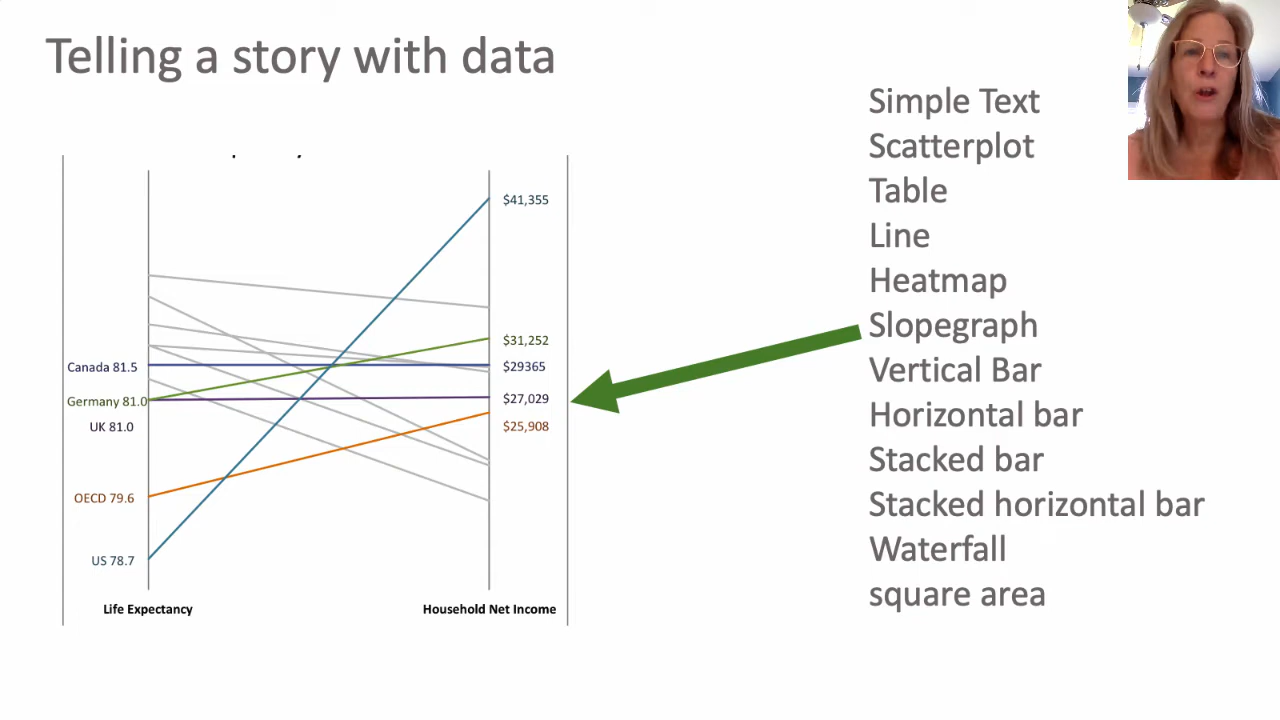 Telling a story with data
$41,355
$31,252
Canada 81.5
$29365
Germany 81.0
$27,029
UK 81.0
$25,908
OECD 79.6
US 78.7
Life Expectancy
Household Net Income
Simple Text
Scatterplot
Table
Line
Heatmap
Slopegraph
Vertical Bar
Horizontal bar
Stacked bar
Stacked horizontal bar
Waterfall
square area